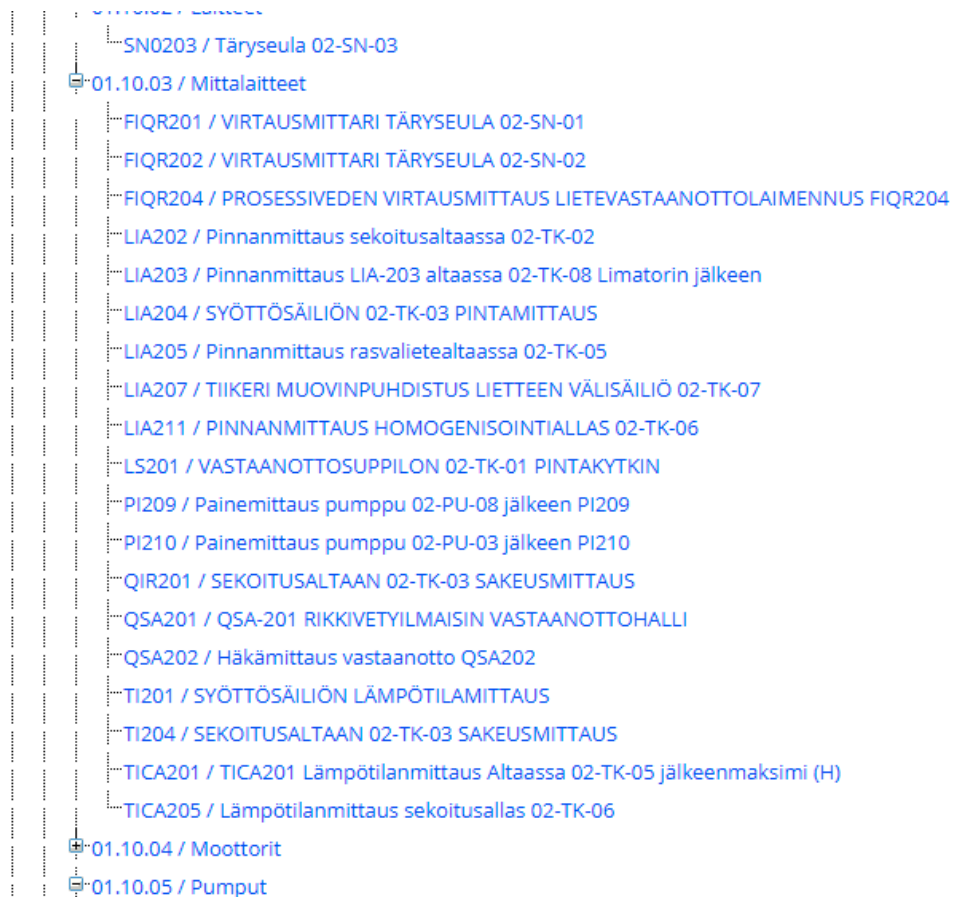 01.10.02 / Laitteet
SN0203 / Täryseula 02-SN-03
01.10.03 / Mittalaitteet
FIQR201 / VIRTAUSMITTARI TÄRYSEULA 02-SN-01
FIQR202 / VIRTAUSMITTARI TÄRYSEULA 02-SN-02
FIQR204 / PROSESSIVEDEN VIRTAUSMITTAUS LIETEVASTAANOTTOLAIMENNUS FIQR204
LIA202 / Pinnanmittaus sekoitusaltaassa 02-TK-02
LIA203 / Pinnanmittaus LIA-203 altaassa 02-TK-08 Limatorin jälkeen
LIA204 / SYÖTTÖSÄILIÖN 02-TK-03 PINTAMITTAUS
LIA205 / Pinnanmittaus rasvalietealtaassa 02-TK-05
LIA207 / TIIKERI MUOVINPUHDISTUS LIETTEEN VÄLISÄILIÖ 02-TK-07
LIA211 / PINNANMITTAUS HOMOGENISOINTIALLAS 02-TK-06
LS201 / VASTAANOTTOSUPPILON 02-TK-01 PINTAKYTKIN
PI209 / Painemittaus pumppu 02-PU-08 jälkeen PI209
PI210 / Painemittaus pumppu 02-PU-03 jälkeen PI210
QIR201 / SEKOITUSALTAAN 02-TK-03 SAKEUSMITTAUS
QSA201 / QSA-201 RIKKIVETYILMAISIN VASTAANOTTOHALLI
QSA202 / Häkämittaus vastaanotto QSA202
TI201 / SYÖTTÖSÄILIÖN LÄMPÖTILAMITTAUS
TI204 / SEKOITUSALTAAN 02-TK-03 SAKEUSMITTAUS
TICA201 / TICA201 Lämpötilanmittaus Altaassa 02-TK-05 jälkeenmaksimi (H)
TICA205 / Lämpötilanmittaus sekoitusallas 02-TK-06
01.10.04 / Moottorit
01.10.05 / Pumput